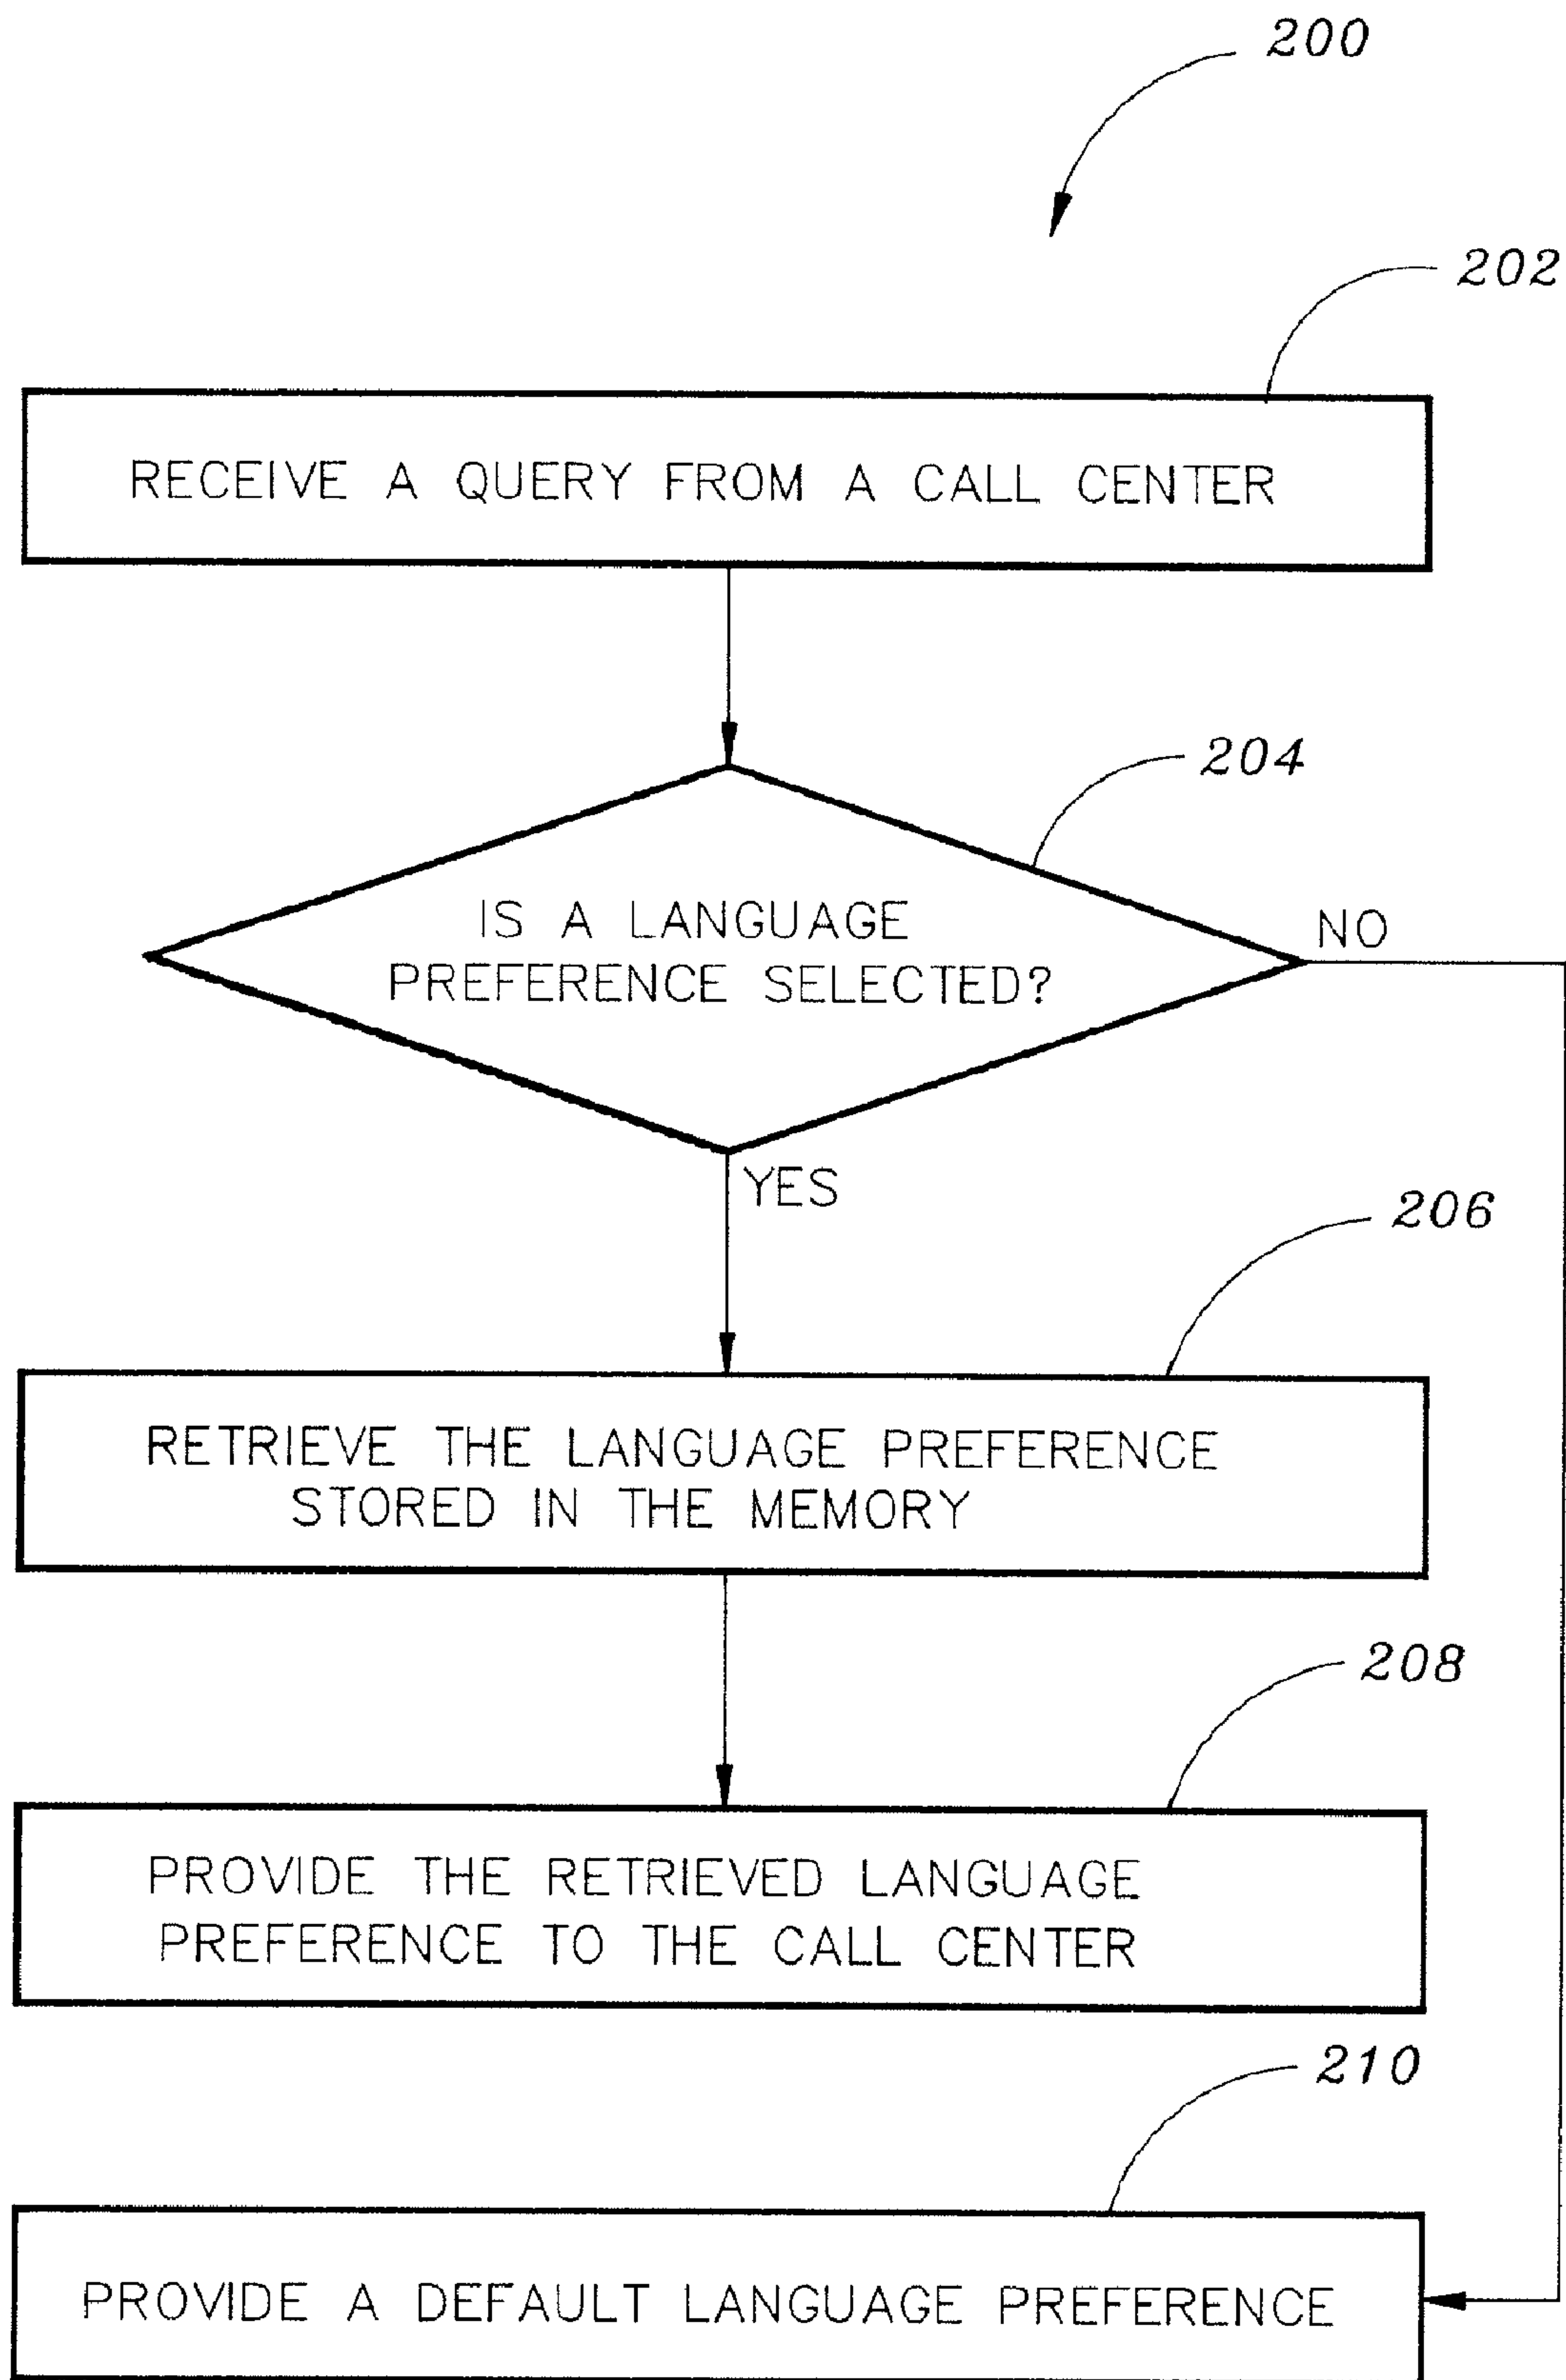 200
202
RECEIVE A QUERY FROM A CALL CENTER
204
IS A LANGUAGE
PREFERENCE SELECTED?
NO
YES
206
RETRIEVE THE LANGUAGE PREFERENCE
STORED IN THE MEMORY
208
PROVIDE THE RETRIEVED LANGUAGE
PREFERENCE TO THE CALL CENTER
210
PROVIDE A DEFAULT LANGUAGE PREFERENCE